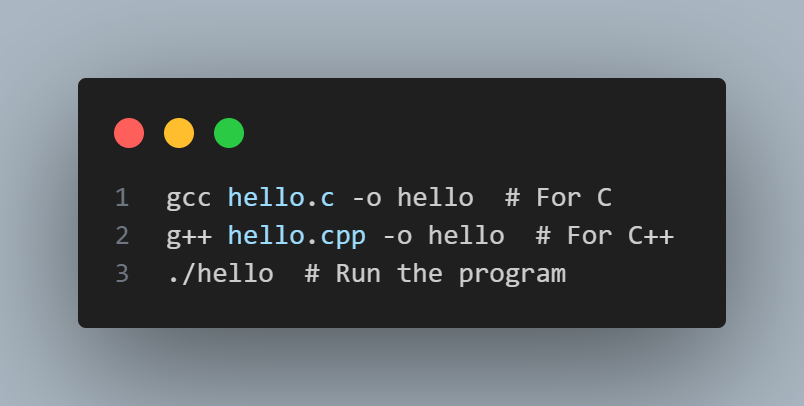 1 gcc hello.c -o hello  # For C
2 g++ hello.cpp -o hello  # For C++
3 ./hello  # Run the program